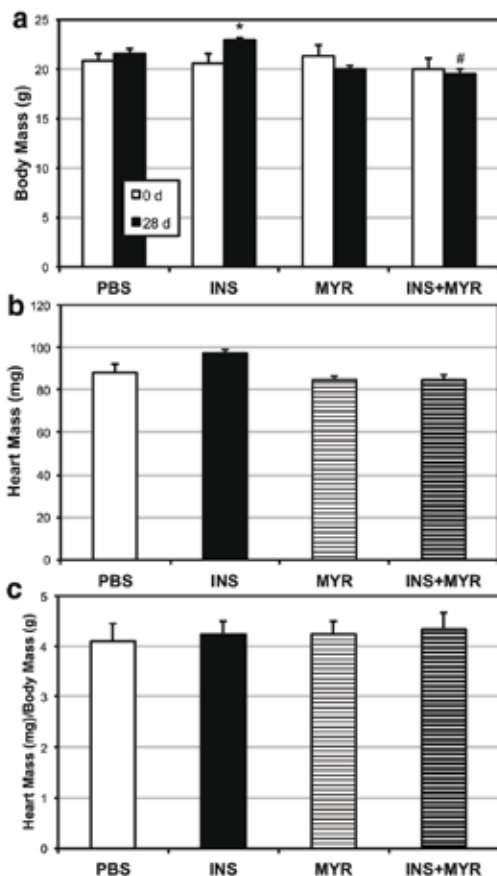 a
25
20
15
10
5
0
Body Mass (g)
*
#
0 d
28 d
PBS INS MYR INS+MYR
b
120
100
80
60
40
20
0
Heart Mass (mg)
PBS INS MYR INS+MYR
c
5
4
3
2
1
0
Heart Mass (mg)/Body Mass (g)
PBS INS MYR INS+MYR